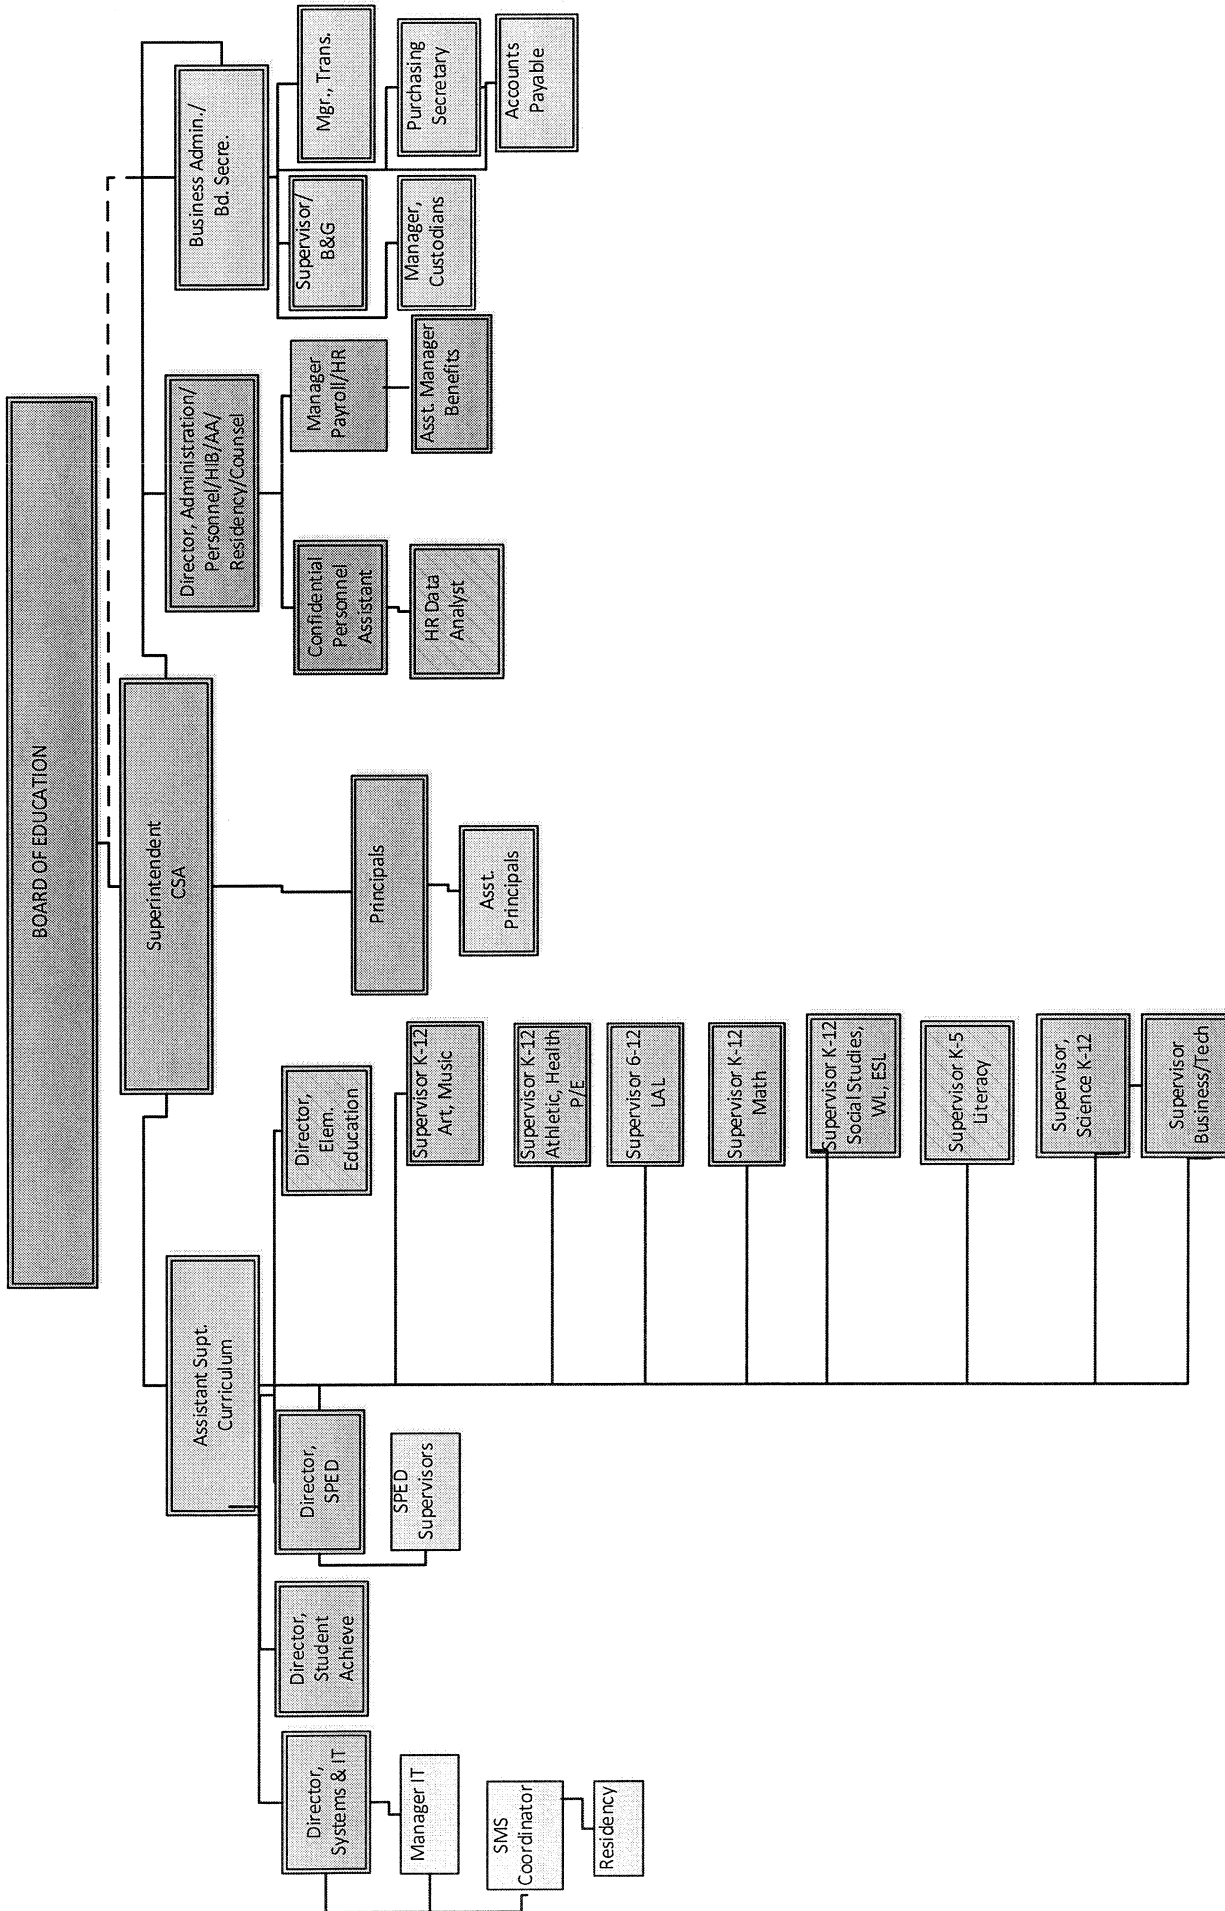 BOARD OF EDUCATION
Superintendent
CSA
Assistant Supt.
Curriculum
Director, Administration/
Personnel/HIB/AA/
Residency/Counsel
Business Admin./
Bd. Secre.
Director,
Systems & IT
Director,
Student
Achieve
Director,
SPED
Director,
Elem.
Education
Confidential
Personnel
Assistant
Manager
Payroll/HR
Supervisor/
B&G
Mgr., Trans.
Principals
Manager IT
SPED
Supervisors
Supervisor K-12
Art, Music
HR Data
Analyst
Asst. Manager
Benefits
Manager,
Custodians
Purchasing
Secretary
Asst.
Principals
SMS
Coordinator
Supervisor K-12
Athletic, Health
P/E
Accounts
Payable
Residency
Supervisor 6-12
LAL
Supervisor K-12
Math
Supervisor K-12
Social Studies,
WL, ESL
Supervisor K-5
Literacy
Supervisor,
Science K-12
Supervisor
Business/Tech